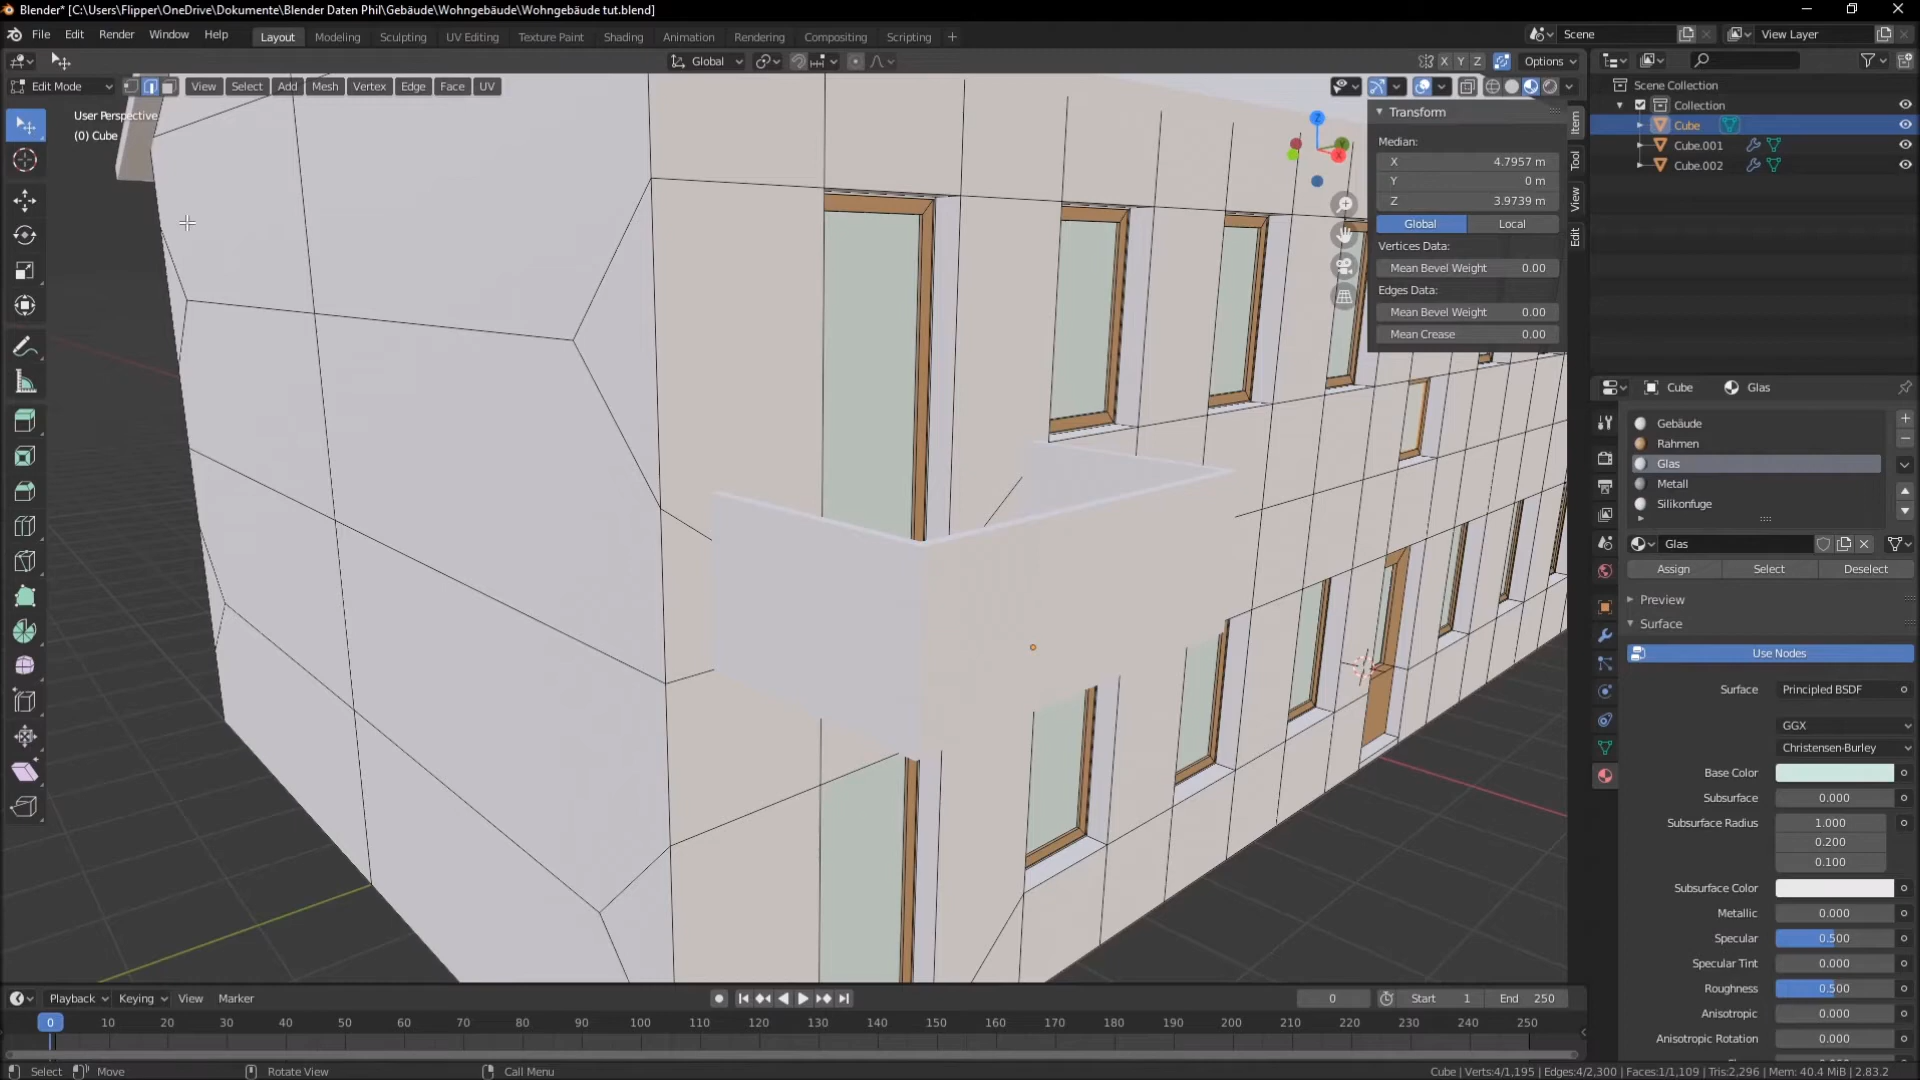 Blender* [C:\Users\Flipper\OneDrive\Dokumente\Blender Daten Phil\Gebäude\Wohngebäude\Wohngebäude tut.blend]
File Edit Render Window Help Layout Modeling Sculpting UV Editing Texture Paint Shading Animation Rendering Compositing Scripting + Scene View Layer
Global X Y Z Options
Edit Mode View Select Add Mesh Vertex Edge Face UV
User Perspective
(0) Cube
Z
X
Transform
Median:
X 4.7957 m
Y 0 m
Z 3.9739 m
Global Local
Vertices Data:
Mean Bevel Weight 0.00
Edges Data:
Mean Bevel Weight 0.00
Mean Crease 0.00
Item
Tool
View
Edit
Scene Collection
Collection
Cube
Cube.001
Cube.002
Cube Glas
Gebäude
Rahmen
Glas
Metall
Silikonfuge
Glas
Assign Select Deselect
Preview
Surface
Use Nodes
Surface Principled BSDF
GGX
Christensen-Burley
Base Color
Subsurface 0.000
Subsurface Radius 1.000
0.200
0.100
Subsurface Color
Metallic 0.000
Specular 0.500
Specular Tint 0.000
Roughness 0.500
Anisotropic 0.000
Anisotropic Rotation 0.000
Playback Keying View Marker 0 Start 1 End 250
0 10 20 30 40 50 60 70 80 90 100 110 120 130 140 150 160 170 180 190 200 210 220 230 240 250
Select Move Rotate View Call Menu Cube | Verts:4/1,195 | Edges:4/2,300 | Faces:1/1,109 | Tris:2,296 | Mem: 40.4 MiB | 2.83.2